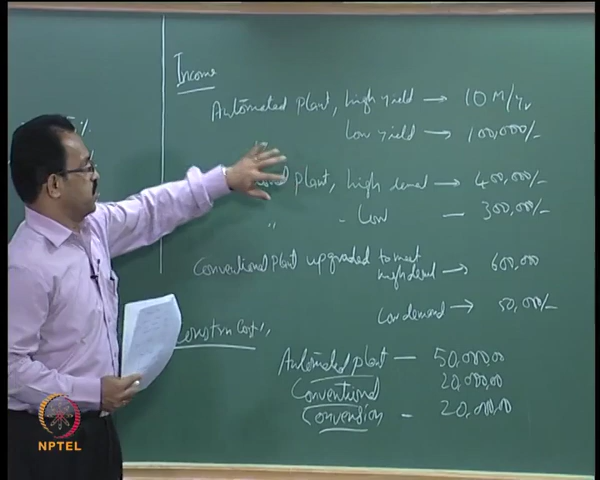 %
Income
Automated plant, high yield → 10 M/yr
low yield → 100,000/-
plant, high demand → 400,000/-
" - Low — 300,000/-
Conventional Plant upgraded to meet
high demand → 600,000
Low demand → 50,000/-
Constrn Cost
Automated plant — 50,000,00
Conventional 20,000,00
Conversion — 20,000,00
NPTEL